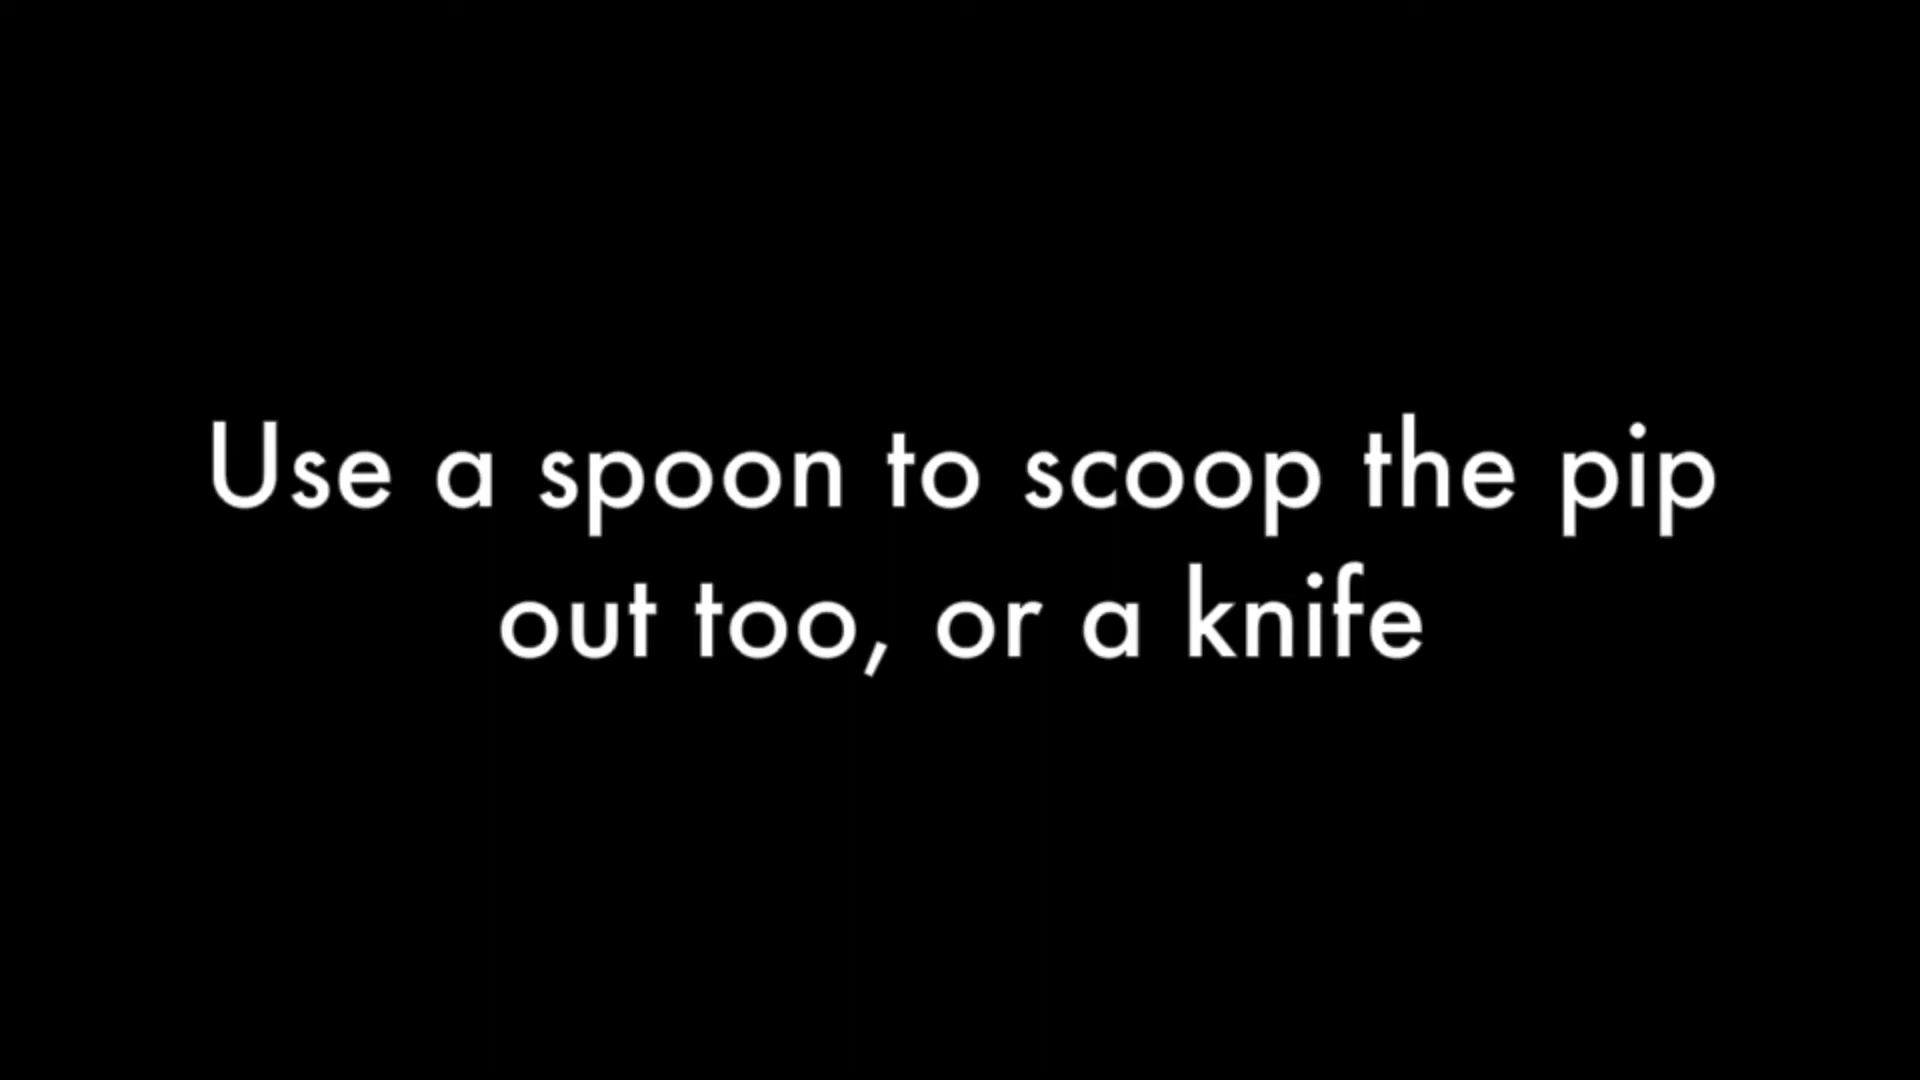 Use a spoon to scoop the pip
out too, or a knife